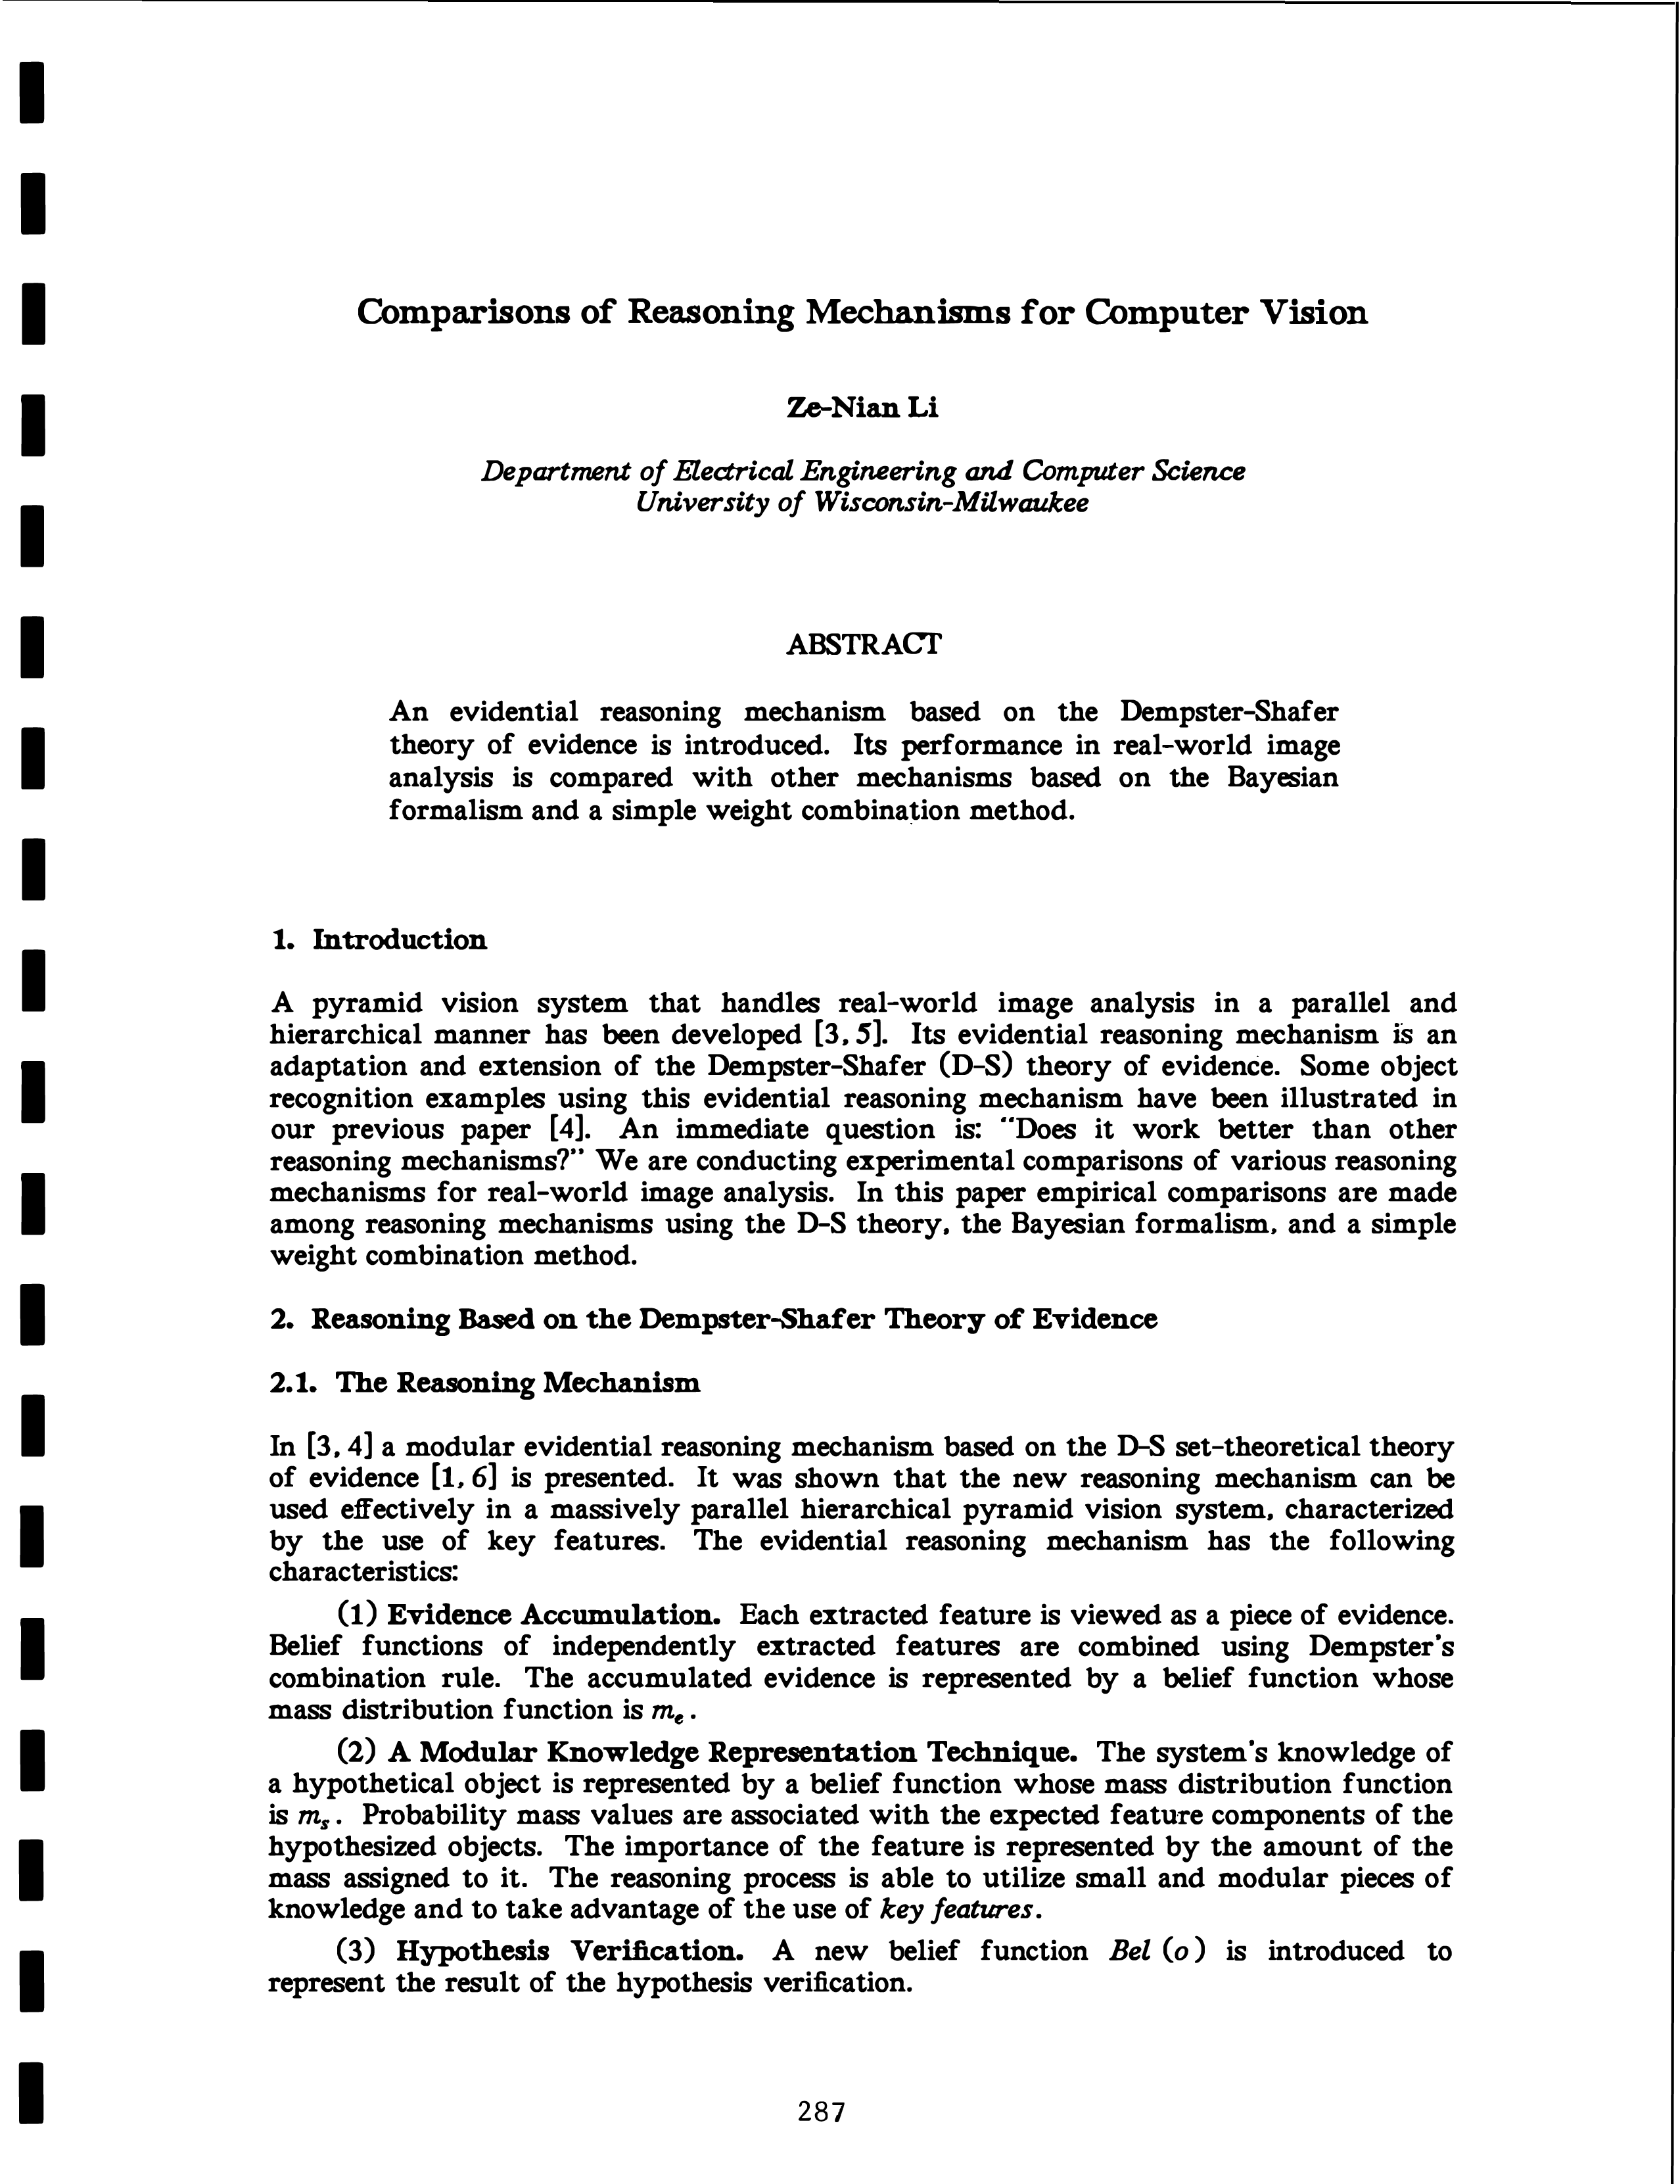 Comparisons of Reasoning Mechanisms for Computer Vision
Ze-Nian Li
Department of Electrical Engineering and Computer Science
University of Wisconsin-Milwaukee
ABSTRACT
An evidential reasoning mechanism based on the Dempster-Shafer
theory of evidence is introduced. Its performance in real-world image
analysis is compared with other mechanisms based on the Bayesian
formalism and a simple weight combination method.
1. Introduction
A pyramid vision system that handles real-world image analysis in a parallel and
hierarchical manner has been developed [3, 5]. Its evidential reasoning mechanism is an
adaptation and extension of the Dempster-Shafer (D-S) theory of evidence. Some object
recognition examples using this evidential reasoning mechanism have been illustrated in
our previous paper [4]. An immediate question is: "Does it work better than other
reasoning mechanisms?" We are conducting experimental comparisons of various reasoning
mechanisms for real-world image analysis. In this paper empirical comparisons are made
among reasoning mechanisms using the D-S theory, the Bayesian formalism, and a simple
weight combination method.
2. Reasoning Based on the Dempster-Shafer Theory of Evidence
2.1. The Reasoning Mechanism
In [3, 4] a modular evidential reasoning mechanism based on the D-S set-theoretical theory
of evidence [1, 6] is presented. It was shown that the new reasoning mechanism can be
used effectively in a massively parallel hierarchical pyramid vision system, characterized
by the use of key features. The evidential reasoning mechanism has the following
characteristics:
(1) Evidence Accumulation. Each extracted feature is viewed as a piece of evidence.
Belief functions of independently extracted features are combined using Dempster's
combination rule. The accumulated evidence is represented by a belief function whose
mass distribution function is mₑ.
(2) A Modular Knowledge Representation Technique. The system's knowledge of
a hypothetical object is represented by a belief function whose mass distribution function
is mₛ. Probability mass values are associated with the expected feature components of the
hypothesized objects. The importance of the feature is represented by the amount of the
mass assigned to it. The reasoning process is able to utilize small and modular pieces of
knowledge and to take advantage of the use of key features.
(3) Hypothesis Verification. A new belief function Bel (o) is introduced to
represent the result of the hypothesis verification.
287